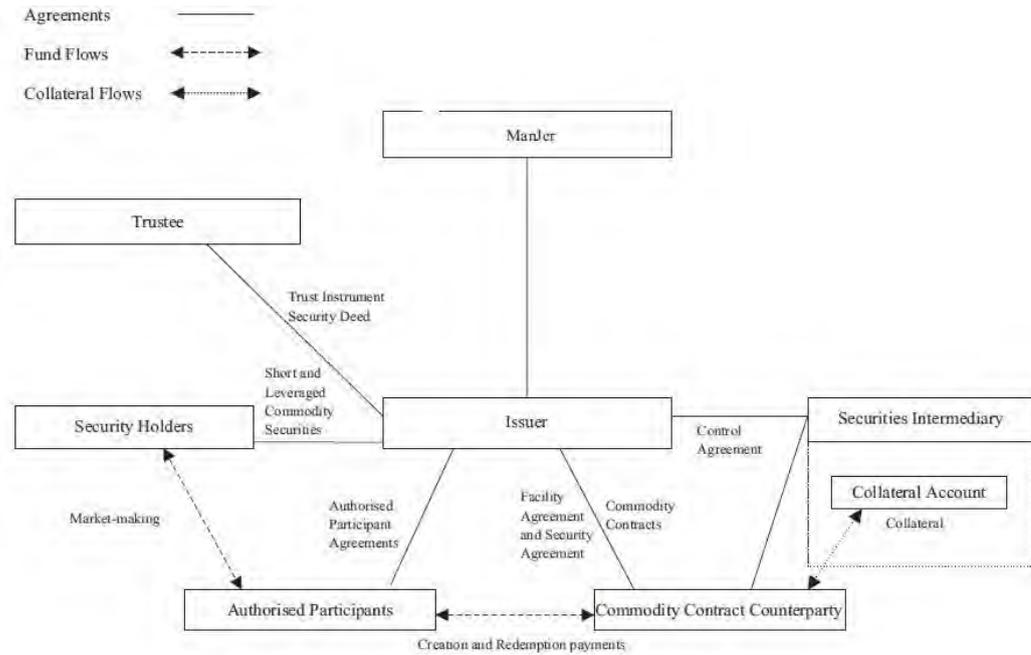 Agreements
Fund Flows
Collateral Flows
ManJer
Trustee
Trust Instrument
Security Deed
Short and
Leveraged
Commodity
Securities
Security Holders
Issuer
Securities Intermediary
Control
Agreement
Collateral Account
Collateral
Market-making
Authorised
Participant
Agreements
Facility
Agreement
and Security
Agreement
Commodity
Contracts
Authorised Participants
Commodity Contract Counterparty
Creation and Redemption payments